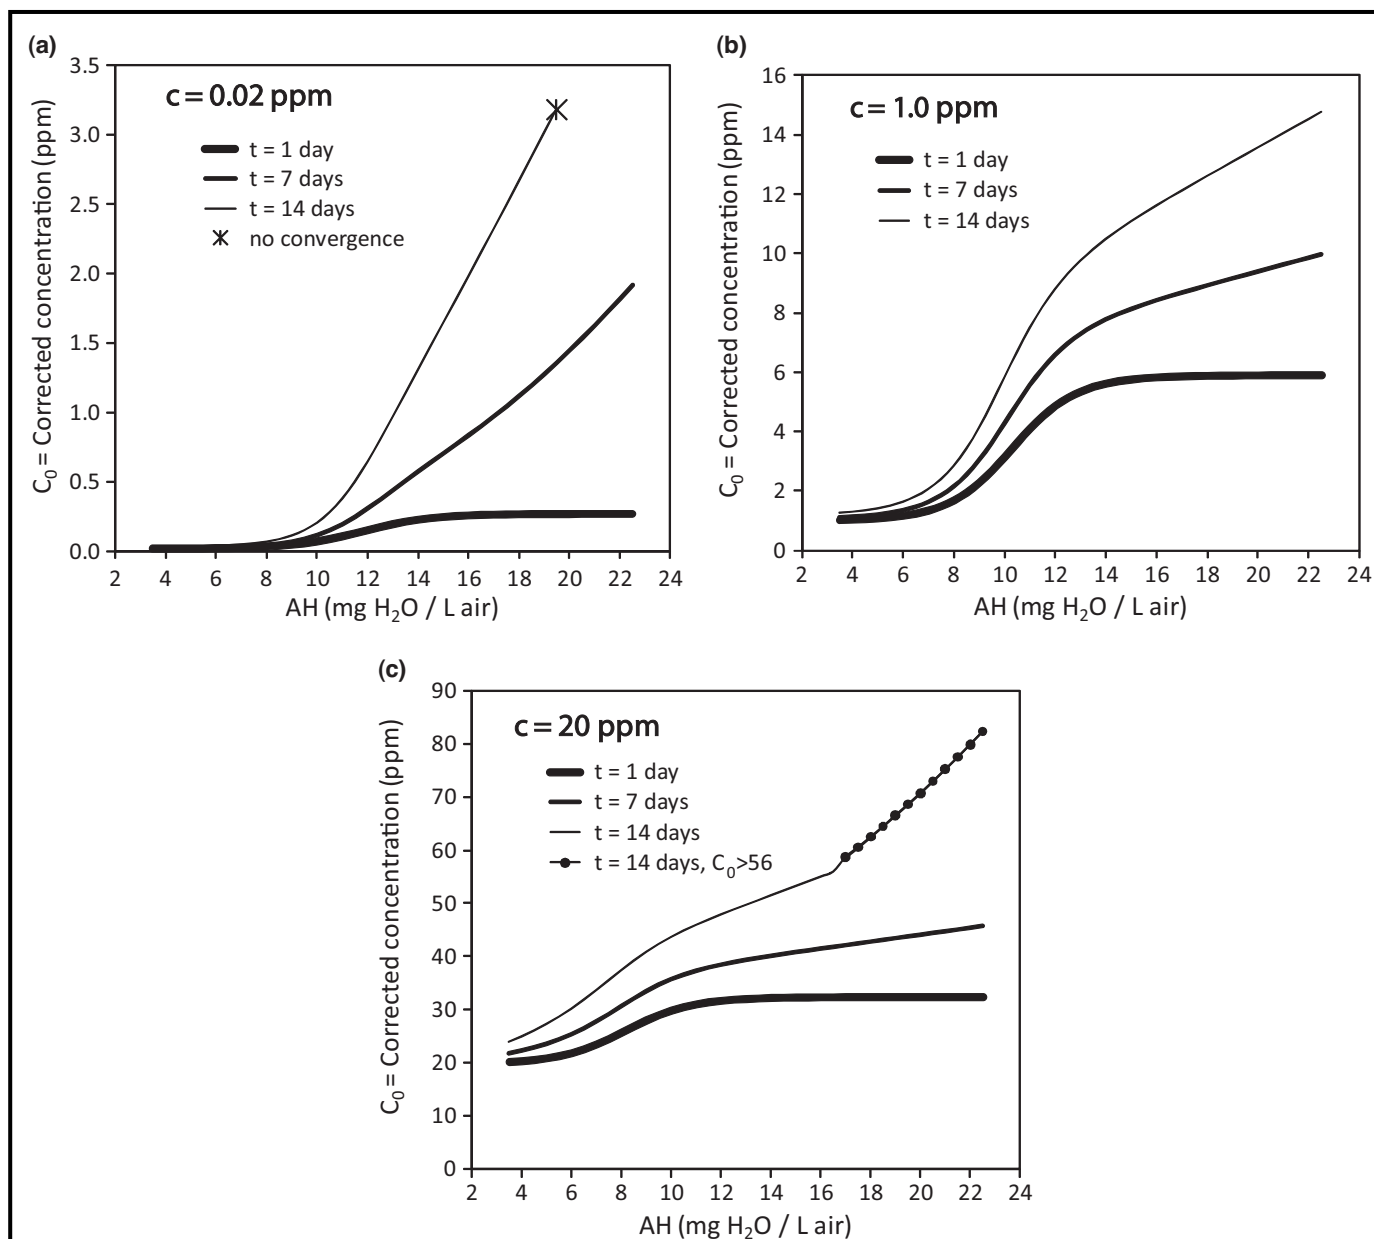 (a)
c = 0.02 ppm
t = 1 day
t = 7 days
t = 14 days
no convergence
C₀ = Corrected concentration (ppm)
3.5
3.0
2.5
2.0
1.5
1.0
0.5
0.0
2 4 6 8 10 12 14 16 18 20 22 24
AH (mg H₂O / L air)
(b)
c = 1.0 ppm
t = 1 day
t = 7 days
t = 14 days
C₀ = Corrected concentration (ppm)
16
14
12
10
8
6
4
2
0
2 4 6 8 10 12 14 16 18 20 22 24
AH (mg H₂O / L air)
(c)
c = 20 ppm
t = 1 day
t = 7 days
t = 14 days
t = 14 days, C₀>56
C₀ = Corrected concentration (ppm)
90
80
70
60
50
40
30
20
10
0
2 4 6 8 10 12 14 16 18 20 22 24
AH (mg H₂O / L air)